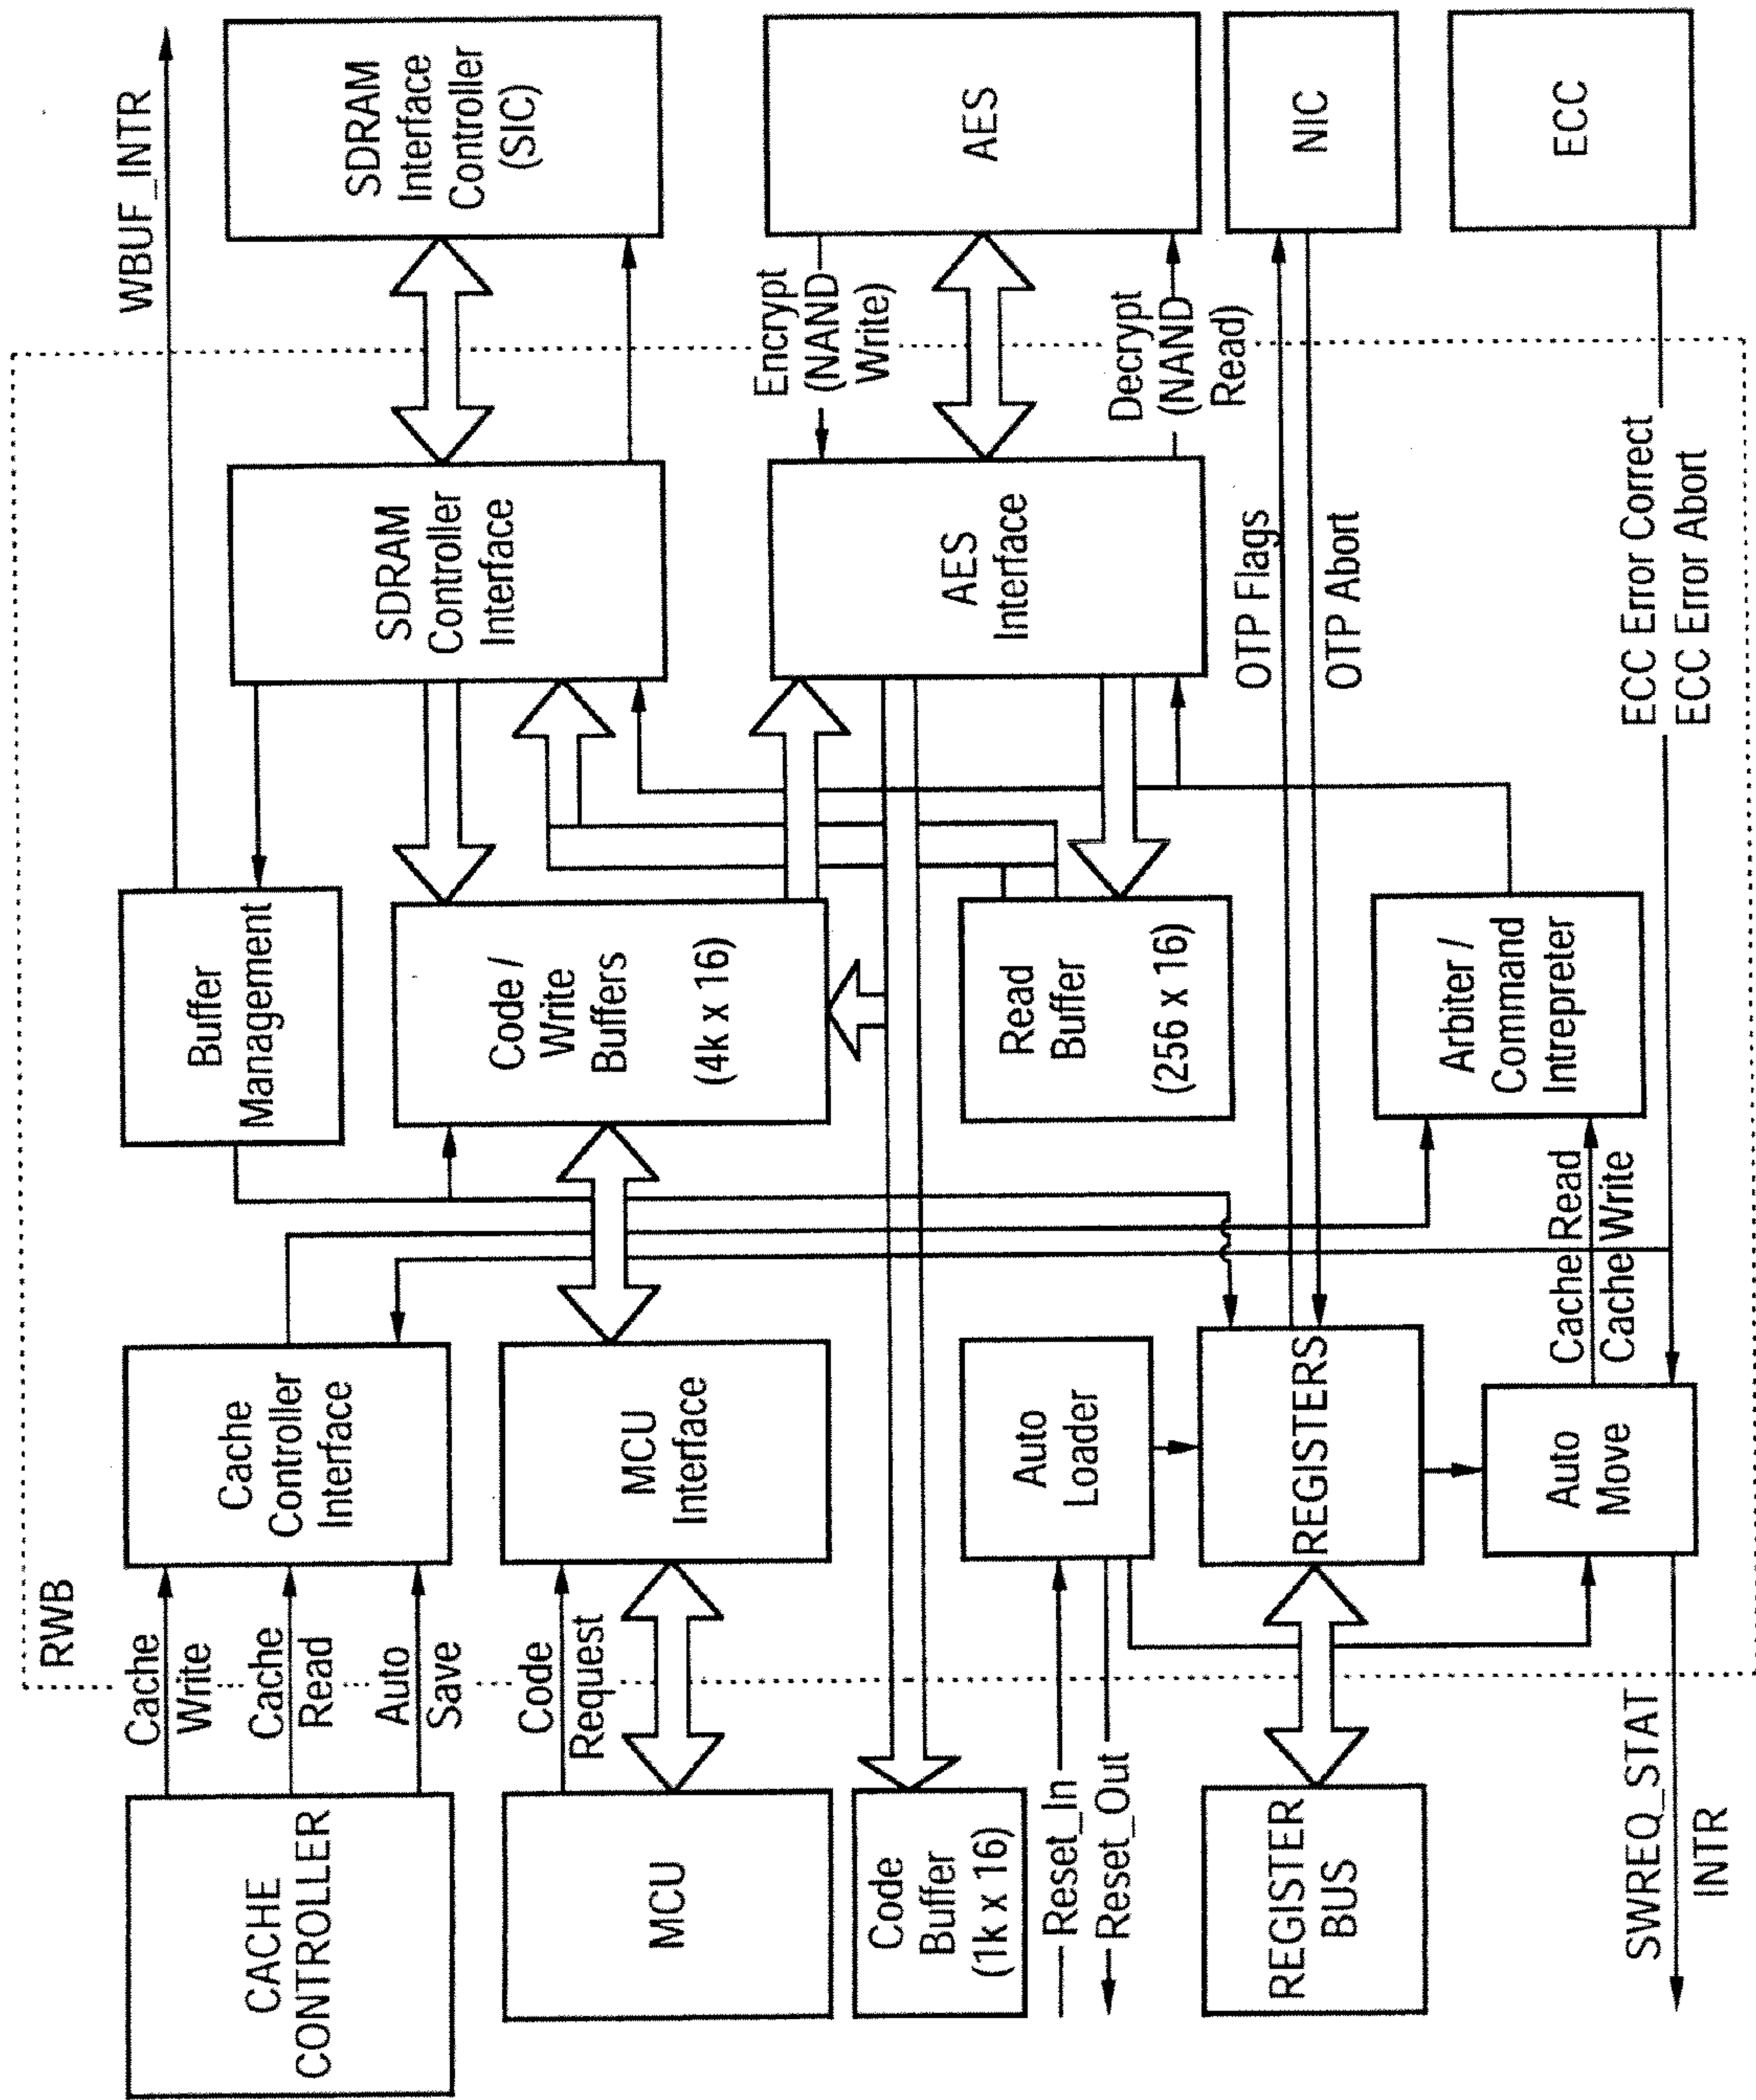 RWB
CACHE
CONTROLLER
Cache
Write
Cache
Read
Auto
Save
Cache
Controller
Interface
Buffer
Management
WBUF_INTR
SDRAM
Controller
Interface
SDRAM
Interface
Controller
(SIC)
MCU
Code
Request
MCU
Interface
Code /
Write
Buffers
(4k x 16)
Encrypt
(NAND
Write)
AES
Interface
AES
Decrypt
(NAND
Read)
Code
Buffer
(1k x 16)
Read
Buffer
(256 x 16)
Reset_In
Reset_Out
Auto
Loader
REGISTER
BUS
REGISTERS
OTP Flags
OTP Abort
NIC
Auto
Move
Cache Read
Cache Write
Arbiter /
Command
Intrepreter
ECC Error Correct
ECC Error Abort
ECC
SWREQ_STAT
INTR